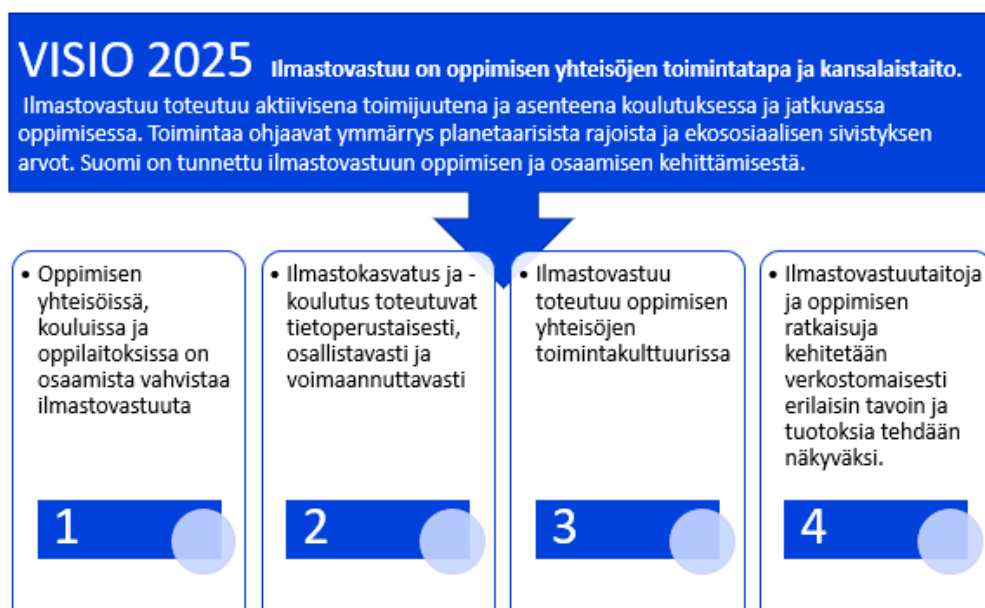 VISIO 2025 Ilmastovastuu on oppimisen yhteisöjen toimintatapa ja kansalaistaito.
Ilmastovastuu toteutuu aktiivisena toimijuutena ja asenteena koulutuksessa ja jatkuvassa
oppimisessa. Toimintaa ohjaavat ymmärrys planetaarisista rajoista ja ekososiaalisen sivistyksen
arvot. Suomi on tunnettu ilmastovastuun oppimisen ja osaamisen kehittämisestä.
• Oppimisen
yhteisöissä,
kouluissa ja
oppilaitoksissa on
osaamista vahvistaa
ilmastovastuuta
1
• Ilmastokasvatus ja -
koulutus toteutuvat
tietoperustaisesti,
osallistavasti ja
voimaannuttavasti
2
• Ilmastovastuu
toteutuu oppimisen
yhteisöjen
toimintakulttuurissa
3
• Ilmastovastuutaitoja
ja oppimisen
ratkaisuja
kehitetään
verkostomaisesti
erilaisin tavoin ja
tuotoksia tehdään
näkyväksi.
4